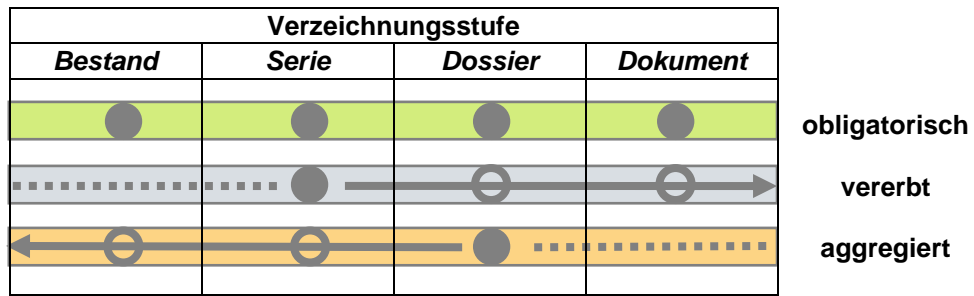 Verzeichnungsstufe
Bestand Serie Dossier Dokument
obligatorisch
vererbt
aggregiert